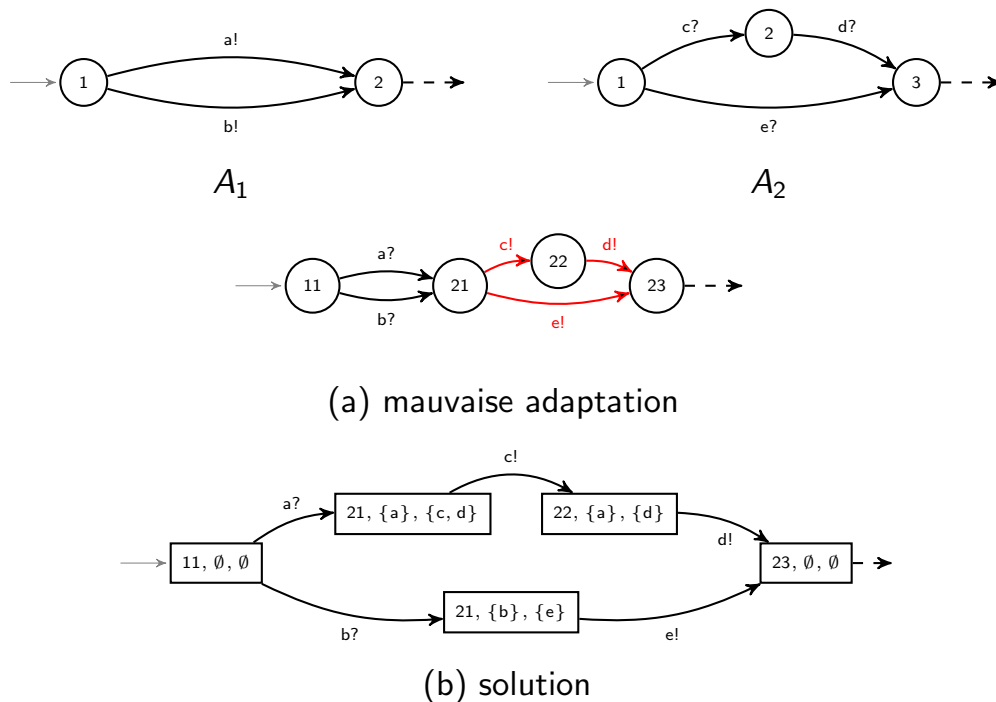 a!
1
2
b!
A1
c?
2
d?
1
3
e?
A2
a?
c!
22
d!
11
21
23
b?
e!
(a) mauvaise adaptation
c!
a?
21, {a}, {c, d}
22, {a}, {d}
d!
11, ∅, ∅
23, ∅, ∅
21, {b}, {e}
b?
e!
(b) solution